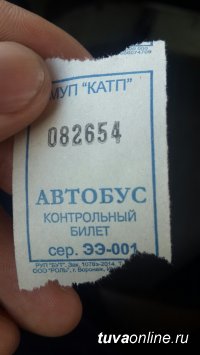 МУП "КАТП"
082654
АВТОБУС
КОНТРОЛЬНЫЙ
БИЛЕТ
сер. ЭЭ-001
tuvaonline.ru